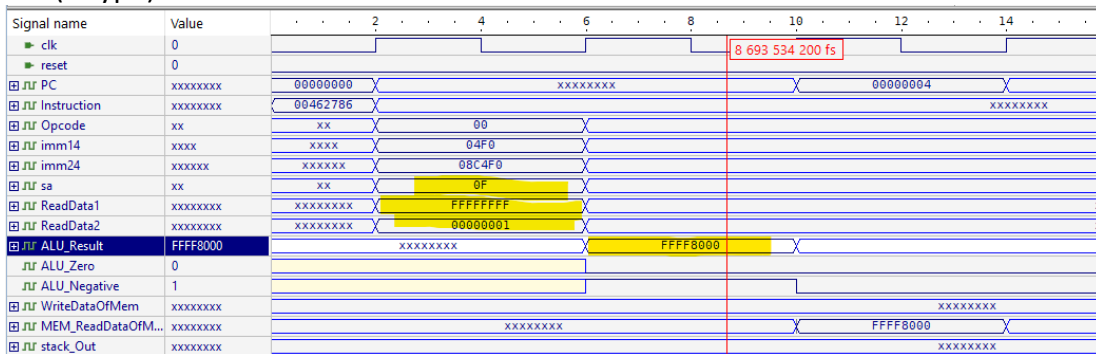 Signal name Value 2 4 6 8 10 12 14
clk 0 8 693 534 200 fs
reset 0
PC xxxxxxxx 00000000 xxxxxxxx 00000004
Instruction xxxxxxxx 00462786 xxxxxxxx
Opcode xx xx 00
imm14 xxxx xxxx 04F0
imm24 xxxxxx xxxxxx 08C4F0
sa xx xx 0F
ReadData1 xxxxxxxx xxxxxxxx FFFFFFFF
ReadData2 xxxxxxxx xxxxxxxx 00000001
ALU_Result FFFF8000 xxxxxxxx FFFF8000
ALU_Zero 0
ALU_Negative 1
WriteDataOfMem xxxxxxxx xxxxxxxx
MEM_ReadDataOfM... xxxxxxxx xxxxxxxx FFFF8000
stack_Out xxxxxxxx xxxxxxxx